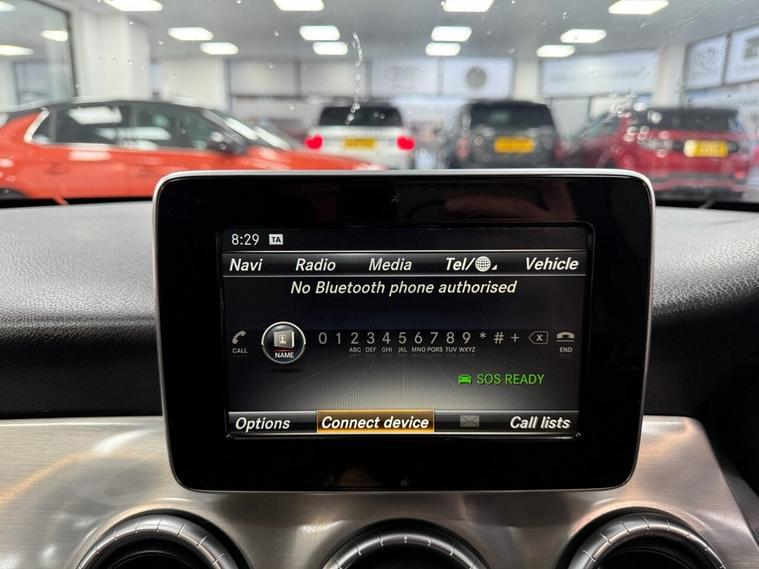 8:29 TA
Navi Radio Media Tel/ Vehicle
No Bluetooth phone authorised
0 1 2 3 4 5 6 7 8 9 * # +
CALL NAME ABC DEF GHI JKL MNO PQRS TUV WXYZ END
SOS READY
Options Connect device Call lists